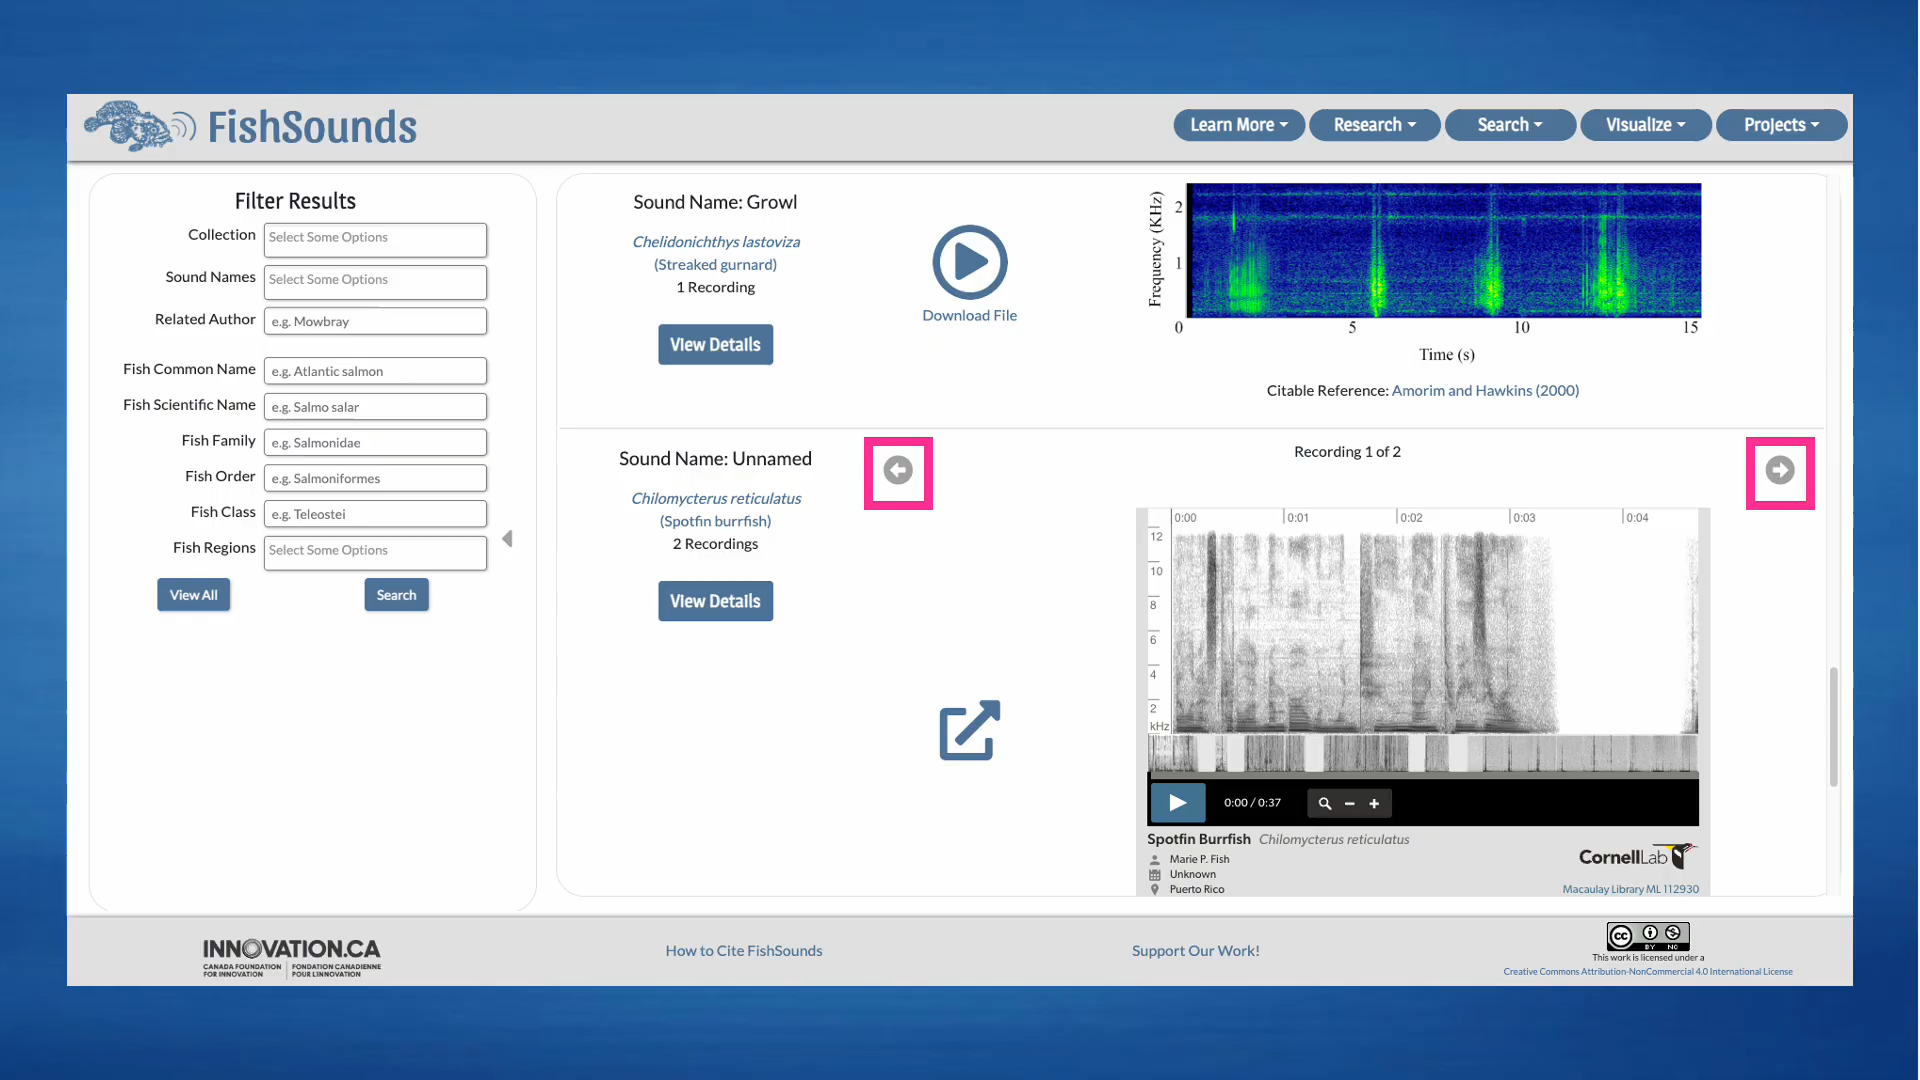 FishSounds
Learn More
Research
Search
Visualize
Projects
Filter Results
Collection
Select Some Options
Sound Names
Select Some Options
Related Author
e.g. Mowbray
Fish Common Name
e.g. Atlantic salmon
Fish Scientific Name
e.g. Salmo salar
Fish Family
e.g. Salmonidae
Fish Order
e.g. Salmoniformes
Fish Class
e.g. Teleostei
Fish Regions
Select Some Options
View All
Search
Sound Name: Growl
Chelidonichthys lastoviza
(Streaked gurnard)
1 Recording
View Details
Download File
Frequency (KHz)
2
1
0
5
10
15
Time (s)
Citable Reference: Amorim and Hawkins (2000)
Sound Name: Unnamed
Chilomycterus reticulatus
(Spotfin burrfish)
2 Recordings
View Details
Recording 1 of 2
0:00
0:01
0:02
0:03
0:04
12
10
8
6
4
2
kHz
0:00 / 0:37
Spotfin Burrfish Chilomycterus reticulatus
Marie P. Fish
Unknown
Puerto Rico
CornellLab
Macaulay Library ML 112930
INNOVATION.CA
CANADA FOUNDATION
FOR INNOVATION
FONDATION CANADIENNE
POUR L'INNOVATION
How to Cite FishSounds
Support Our Work!
CC
BY NC
This work is licensed under a
Creative Commons Attribution-NonCommercial 4.0 International License